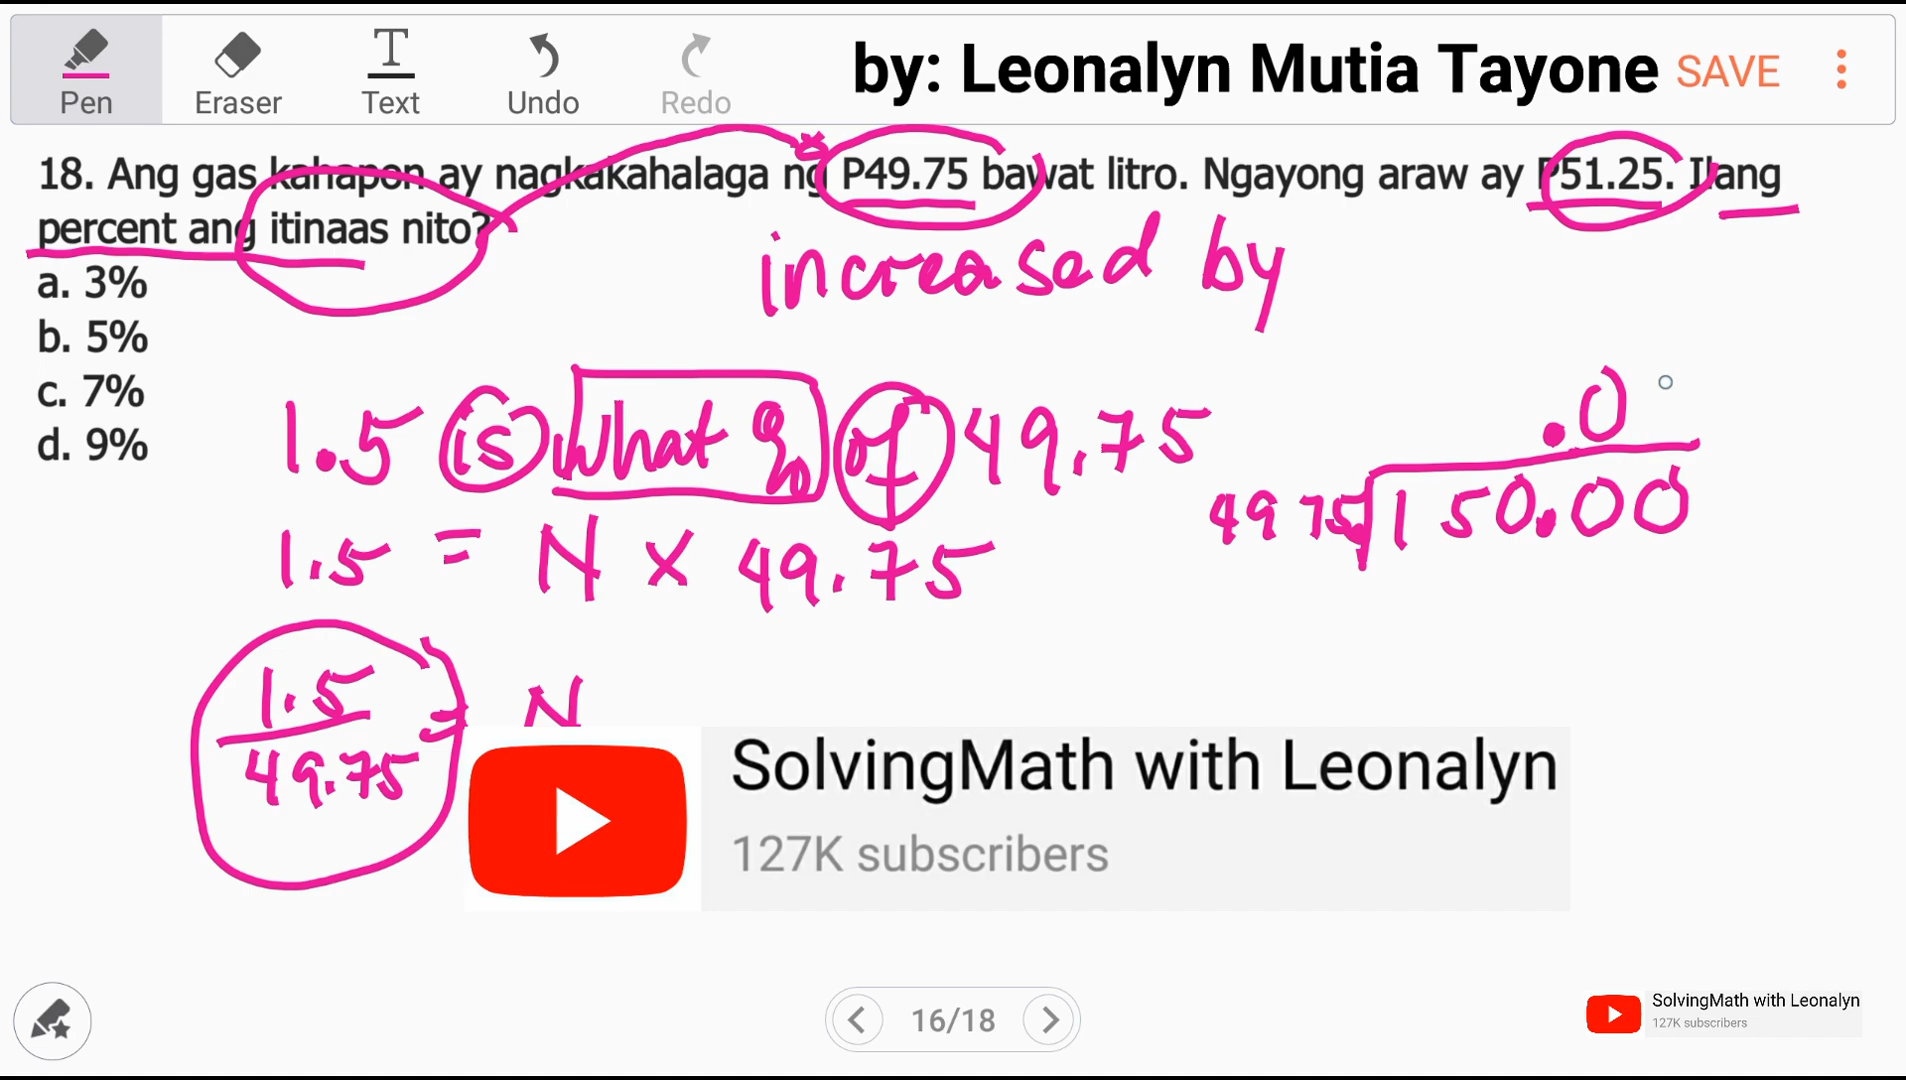 Pen
Eraser
Text
Undo
Redo
by: Leonalyn Mutia Tayone
SAVE
18. Ang gas kahapon ay nagkakahalaga ng P49.75 bawat litro. Ngayong araw ay P51.25. Ilang
percent ang itinaas nito?
increased by
a. 3%
b. 5%
c. 7%
d. 9%
1.5 is what % of 49.75
1.5 = N x 49.75
1.5
49.75
= N
.0
4975 150.00
SolvingMath with Leonalyn
127K subscribers
16/18
SolvingMath with Leonalyn
127K subscribers